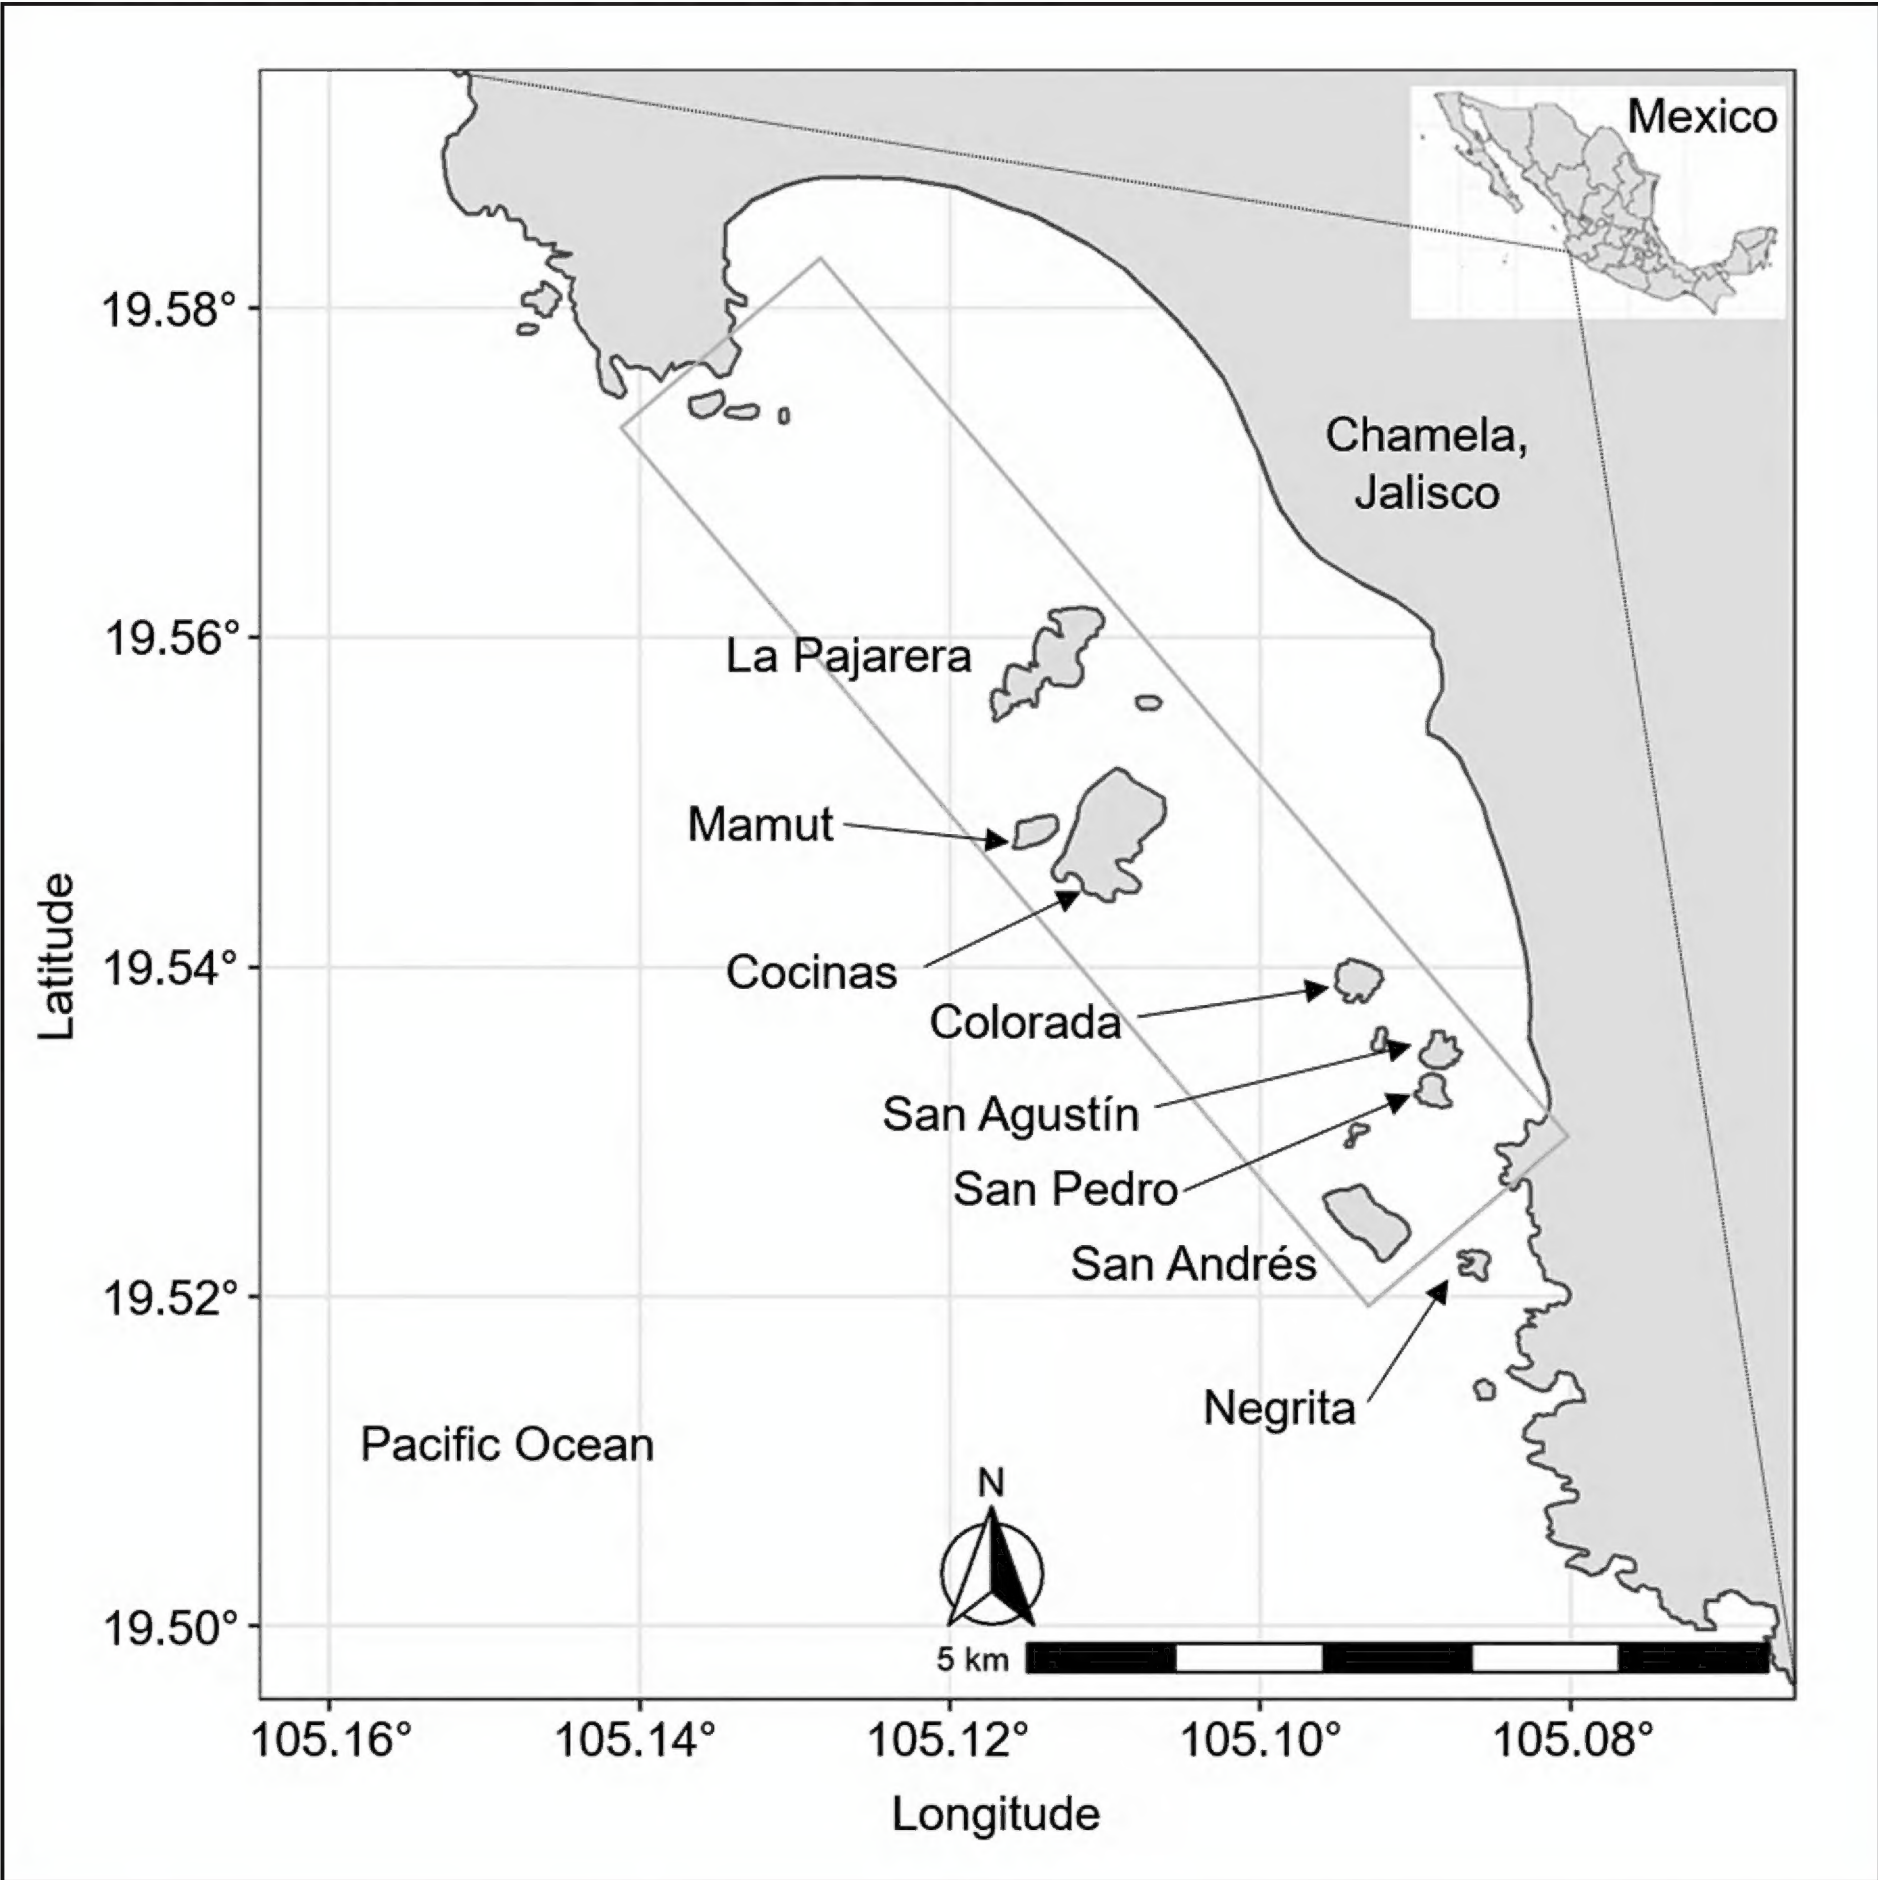 Mexico
19.58°
Chamela,
Jalisco
19.56°
La Pajarera
Mamut
Latitude
19.54°
Cocinas
Colorada
San Agustín
San Pedro
San Andrés
19.52°
Negrita
Pacific Ocean
N
19.50°
5 km
105.16°
105.14°
105.12°
105.10°
105.08°
Longitude